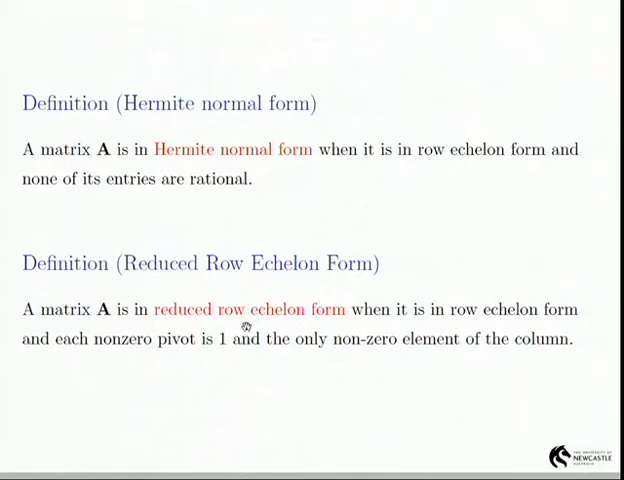 Definition (Hermite normal form)
A matrix A is in Hermite normal form when it is in row echelon form and
none of its entries are rational.
Definition (Reduced Row Echelon Form)
A matrix A is in reduced row echelon form when it is in row echelon form
and each nonzero pivot is 1 and the only non-zero element of the column.
THE UNIVERSITY OF
NEWCASTLE
AUSTRALIA